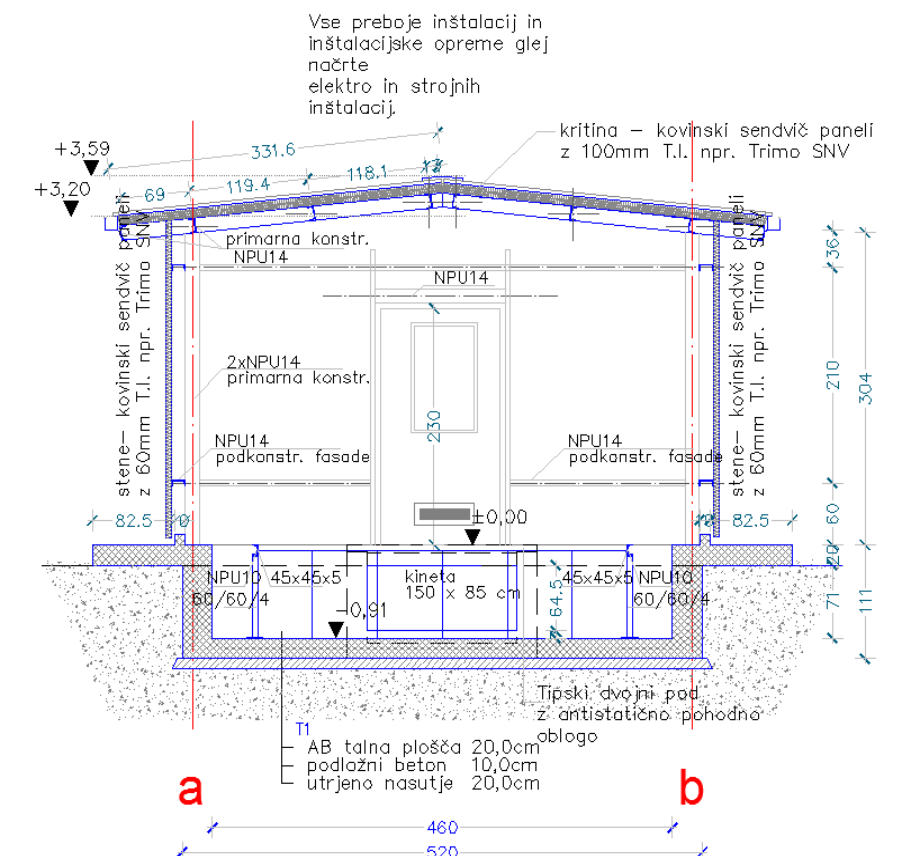 Vse preboje inštalacij in
inštalacijske opreme glej
načrte
elektro in strojnih
inštalacij.
kritina – kovinski sendvič paneli
z 100mm T.I. npr. Trimo SNV
+3,59
331.6
+3,20
69
119.4
118.1
primarna konstr.
NPU14
NPU14
36
stene– kovinski sendvič paneli
z 60mm T.I. npr. Trimo SNV
stene– kovinski sendvič paneli
z 60mm T.I. npr. Trimo SNV
2xNPU14
primarna konstr.
210
304
230
NPU14
podkonstr. fasade
NPU14
podkonstr. fasade
82.5
±0,00
82.5
60
20
NPU10
60/60/4
45x45x5
kineta
150 x 85 cm
45x45x5
NPU10
60/60/4
64.5
71
111
–0,91
Tipski dvojni pod
z antistatično pohodno
oblogo
T1
AB talna plošča 20,0cm
podložni beton 10,0cm
utrjeno nasutje 20,0cm
a
b
460
520